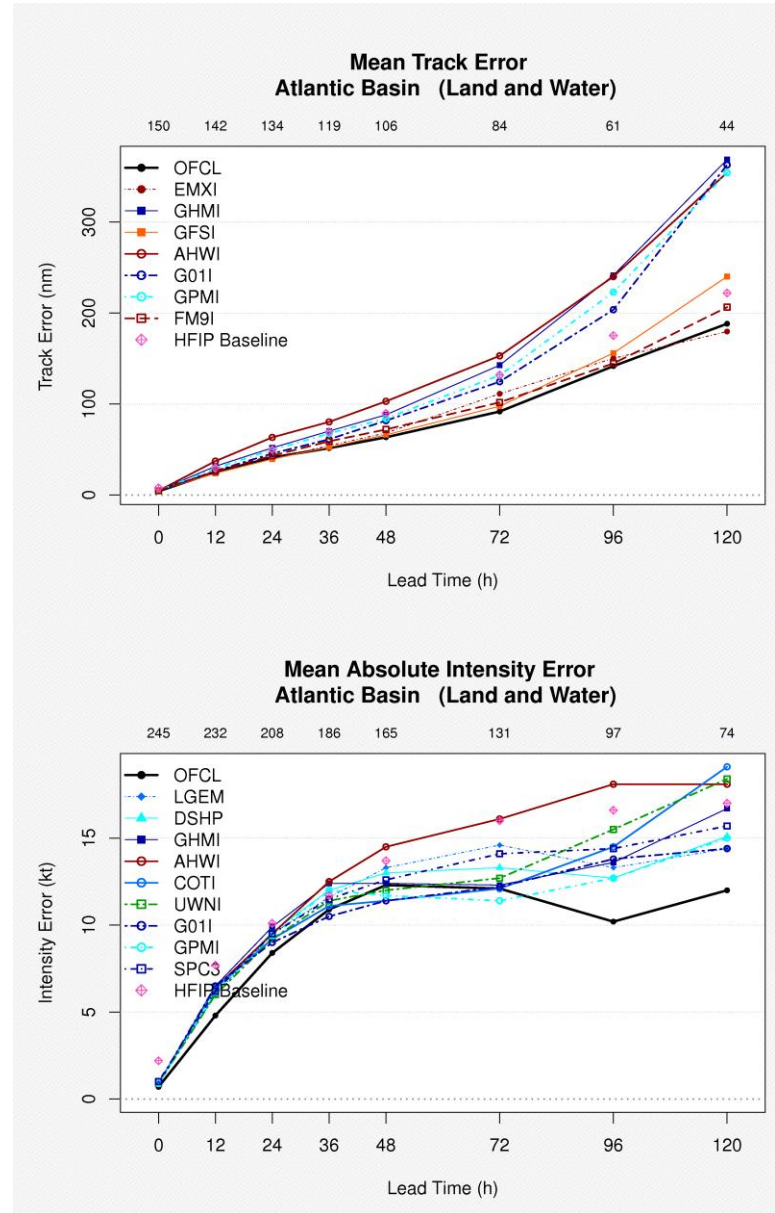 Mean Track Error
Atlantic Basin (Land and Water)
150 142 134 119 106 84 61 44
OFCL
EMXI
GHMI
GFSI
AHWI
G01I
GPMI
FM9I
HFIP Baseline
Track Error (nm)
300
200
100
0
0 12 24 36 48 72 96 120
Lead Time (h)
Mean Absolute Intensity Error
Atlantic Basin (Land and Water)
245 232 208 186 165 131 97 74
OFCL
LGEM
DSHP
GHMI
AHWI
COTI
UWNI
G01I
GPMI
SPC3
HFIP Baseline
Intensity Error (kt)
15
10
5
0
0 12 24 36 48 72 96 120
Lead Time (h)